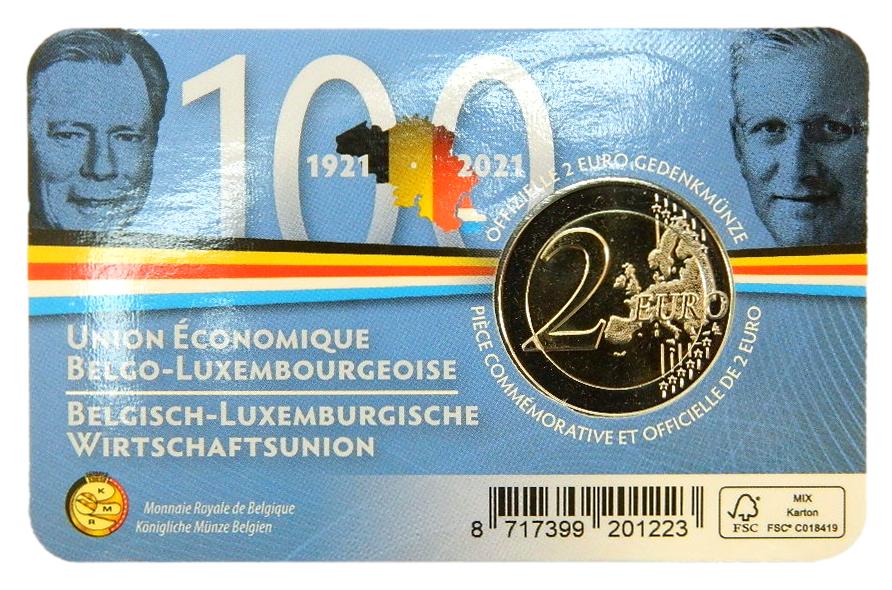 100
1921 2021
OFFIZIELLE 2 EURO GEDENKMÜNZE
2 EURO
PIÈCE COMMÉMORATIVE ET OFFICIELLE DE 2 EURO
UNION ÉCONOMIQUE
BELGO-LUXEMBOURGEOISE
BELGISCH-LUXEMBURGISCHE
WIRTSCHAFTSUNION
K
M
R
Monnaie Royale de Belgique
Königliche Münze Belgien
8 717399 201223
FSC
MIX
Karton
FSC® C018419